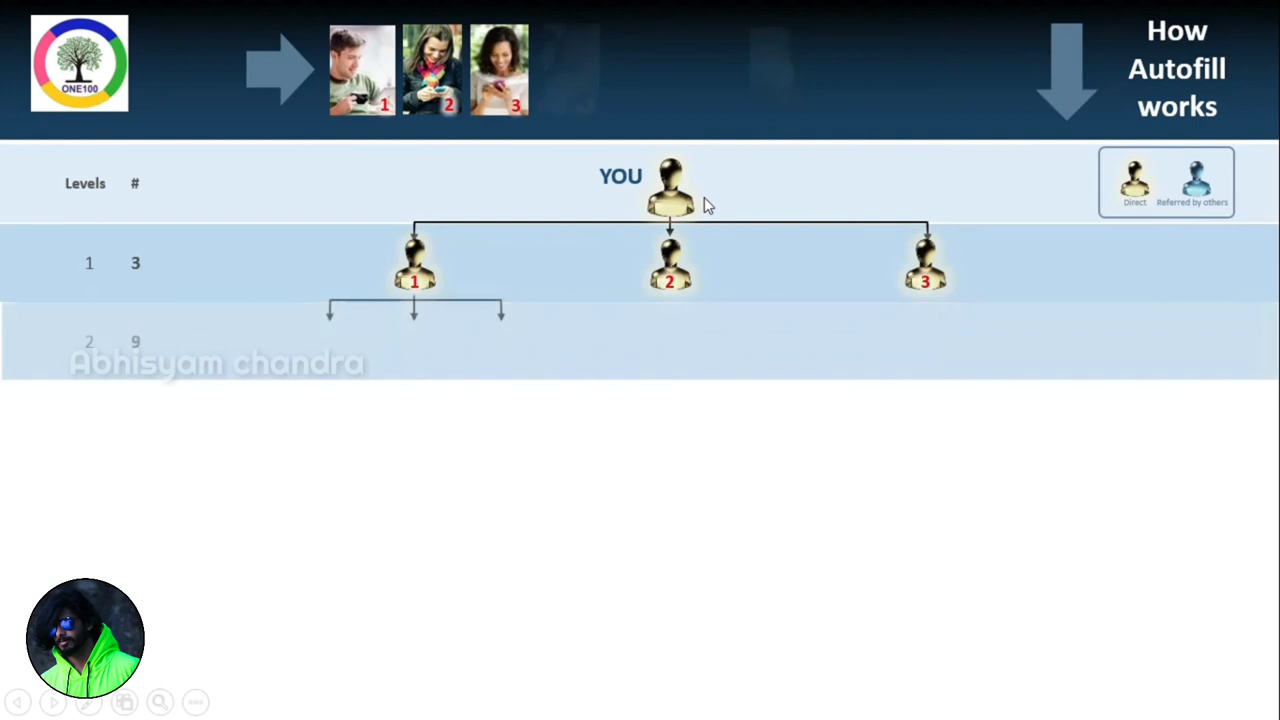 ONE100
1
2
3
How
Autofill
works
Levels #
YOU
Direct Referred by others
1 3
1
2
3
2 9
Abhisyam chandra